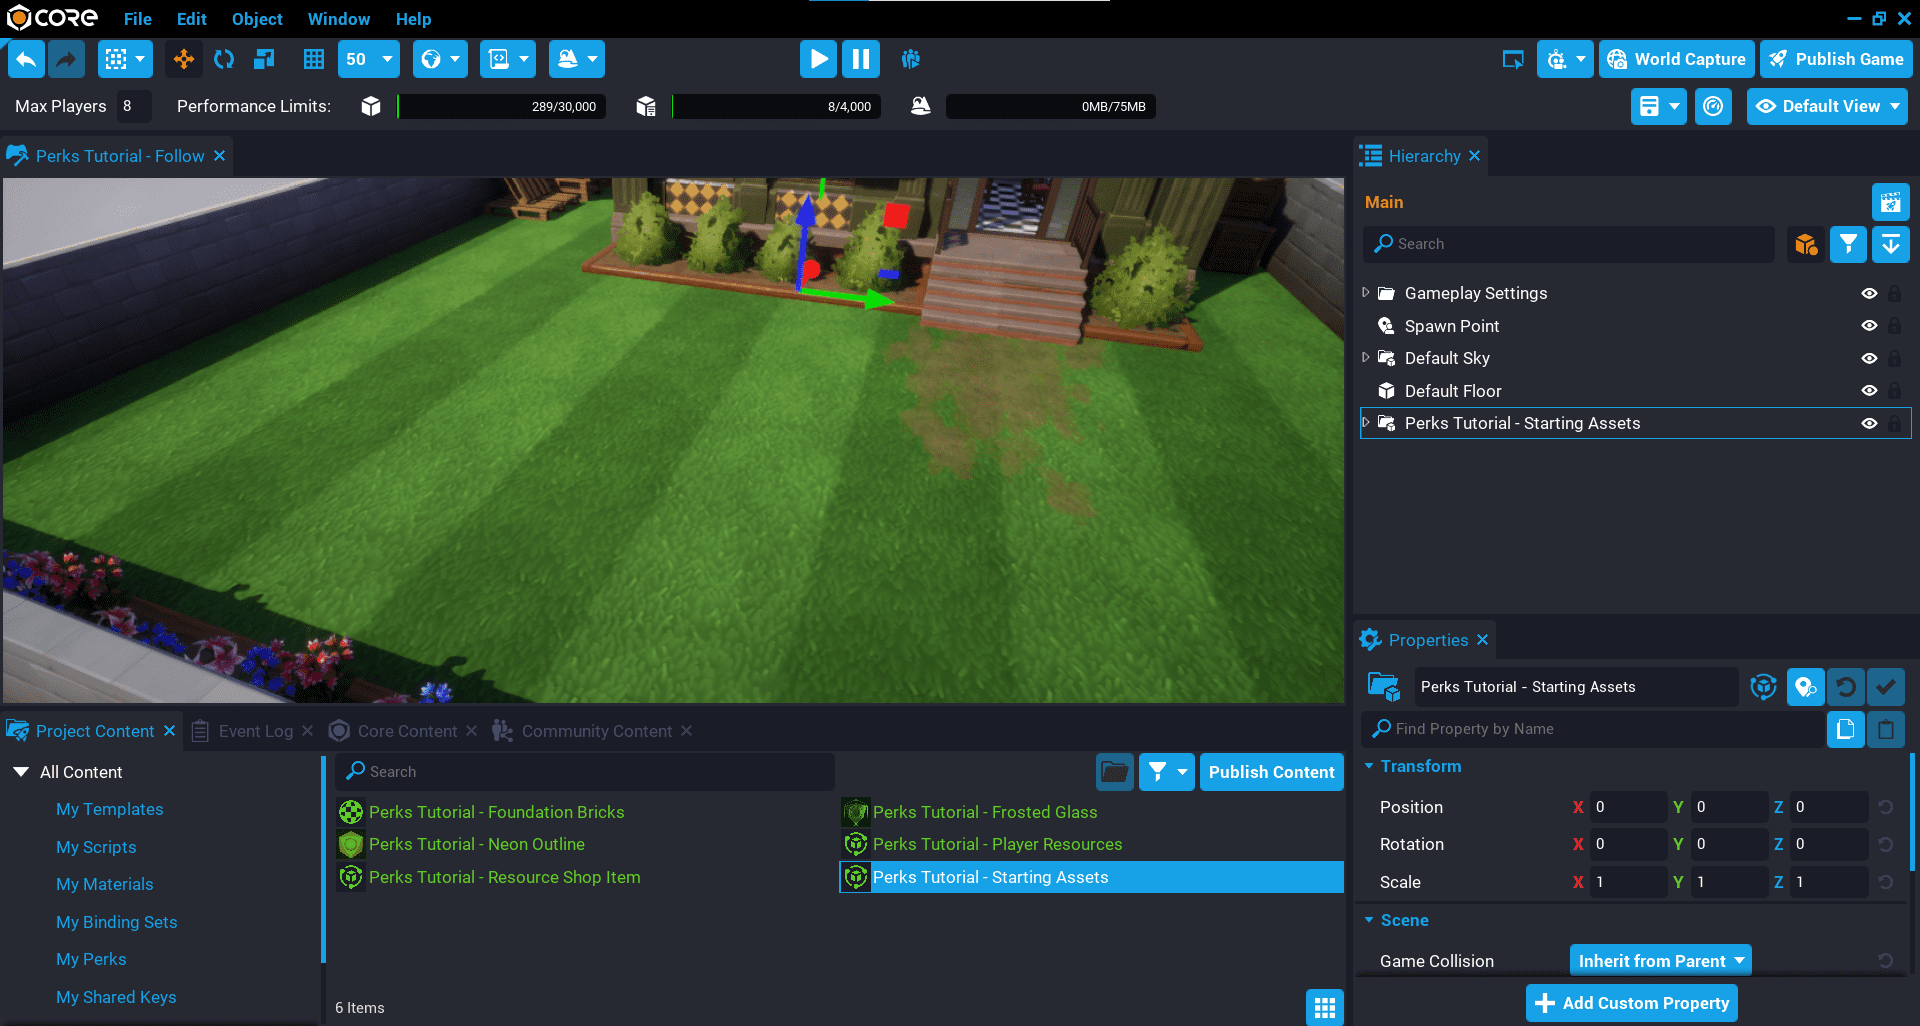 CORE File Edit Object Window Help
50 World Capture Publish Game
Max Players 8 Performance Limits: 289/30,000 8/4,000 0MB/75MB Default View
Perks Tutorial - Follow
Hierarchy
Main
Search
Gameplay Settings
Spawn Point
Default Sky
Default Floor
Perks Tutorial - Starting Assets
Properties
Perks Tutorial - Starting Assets
Find Property by Name
Transform
Position X 0 Y 0 Z 0
Rotation X 0 Y 0 Z 0
Scale X 1 Y 1 Z 1
Scene
Game Collision Inherit from Parent
Add Custom Property
Project Content Event Log Core Content Community Content
All Content
My Templates
My Scripts
My Materials
My Binding Sets
My Perks
My Shared Keys
Search Publish Content
Perks Tutorial - Foundation Bricks Perks Tutorial - Frosted Glass
Perks Tutorial - Neon Outline Perks Tutorial - Player Resources
Perks Tutorial - Resource Shop Item Perks Tutorial - Starting Assets
6 Items